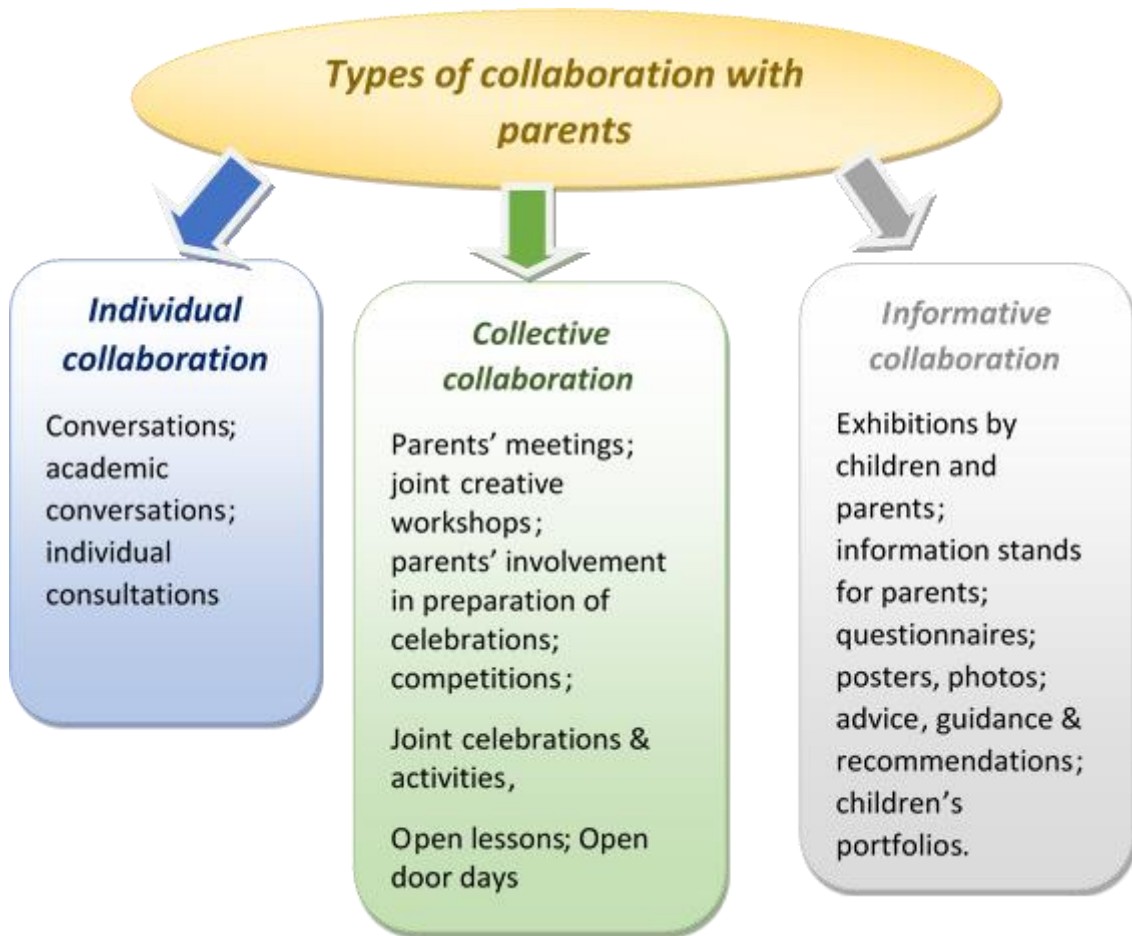 Types of collaboration with
parents
Individual
collaboration
Conversations;
academic
conversations;
individual
consultations
Collective
collaboration
Parents’ meetings;
joint creative
workshops;
parents’ involvement
in preparation of
celebrations;
competitions;
Joint celebrations &
activities,
Open lessons; Open
door days
Informative
collaboration
Exhibitions by
children and
parents;
information stands
for parents;
questionnaires;
posters, photos;
advice, guidance &
recommendations;
children’s
portfolios.